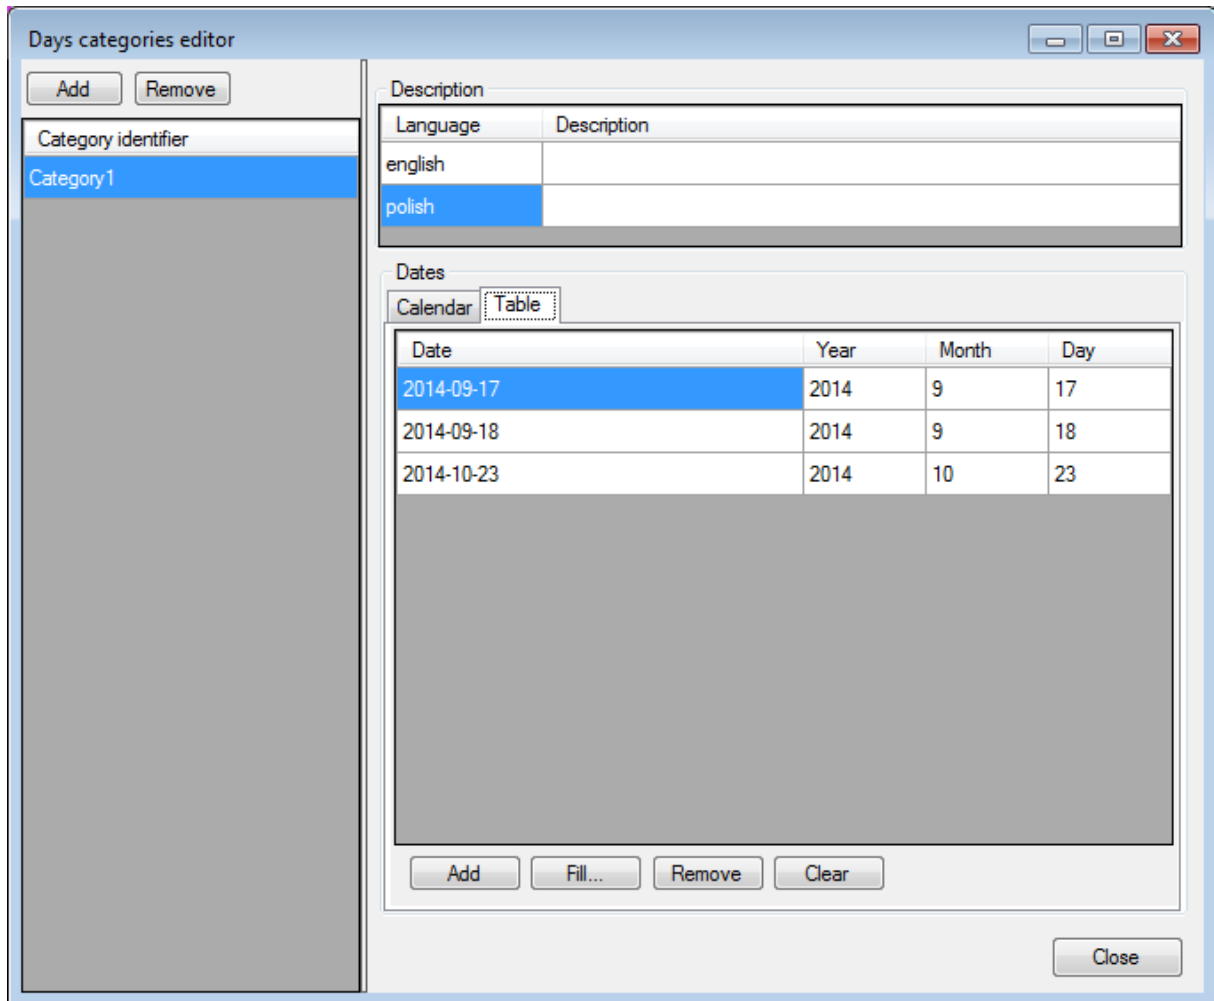 Days categories editor
Add Remove
Category identifier
Category1
Description
Language Description
english
polish
Dates
Calendar Table
Date Year Month Day
2014-09-17 2014 9 17
2014-09-18 2014 9 18
2014-10-23 2014 10 23
Add Fill... Remove Clear
Close